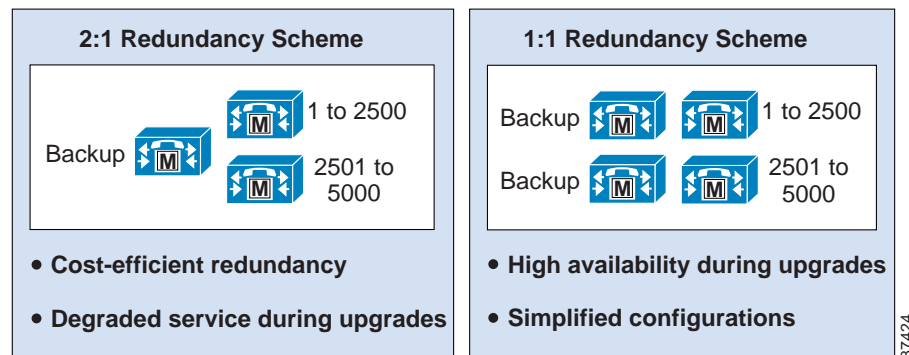 2:1 Redundancy Scheme
Backup
M
M
1 to 2500
M
2501 to
5000
• Cost-efficient redundancy
• Degraded service during upgrades
1:1 Redundancy Scheme
Backup
M
M
1 to 2500
Backup
M
M
2501 to
5000
• High availability during upgrades
• Simplified configurations